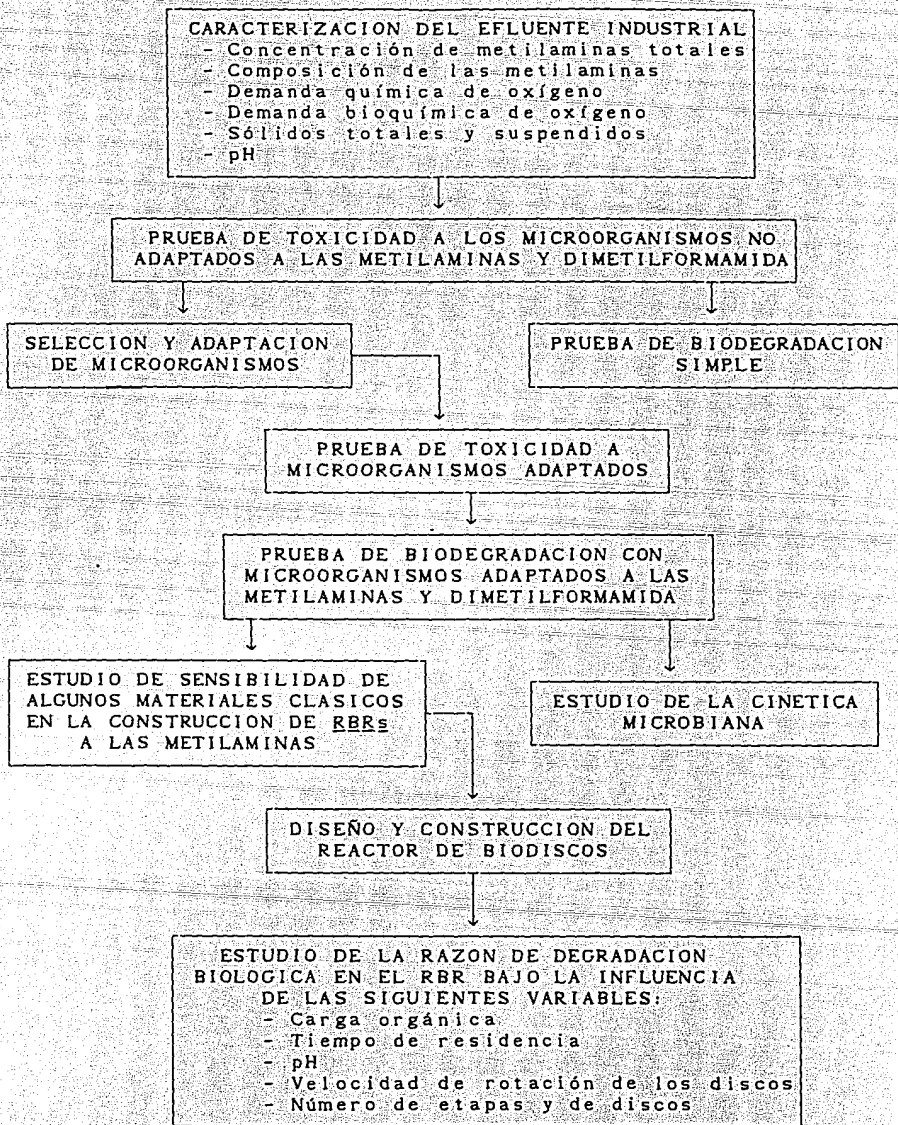 CARACTERIZACION DEL EFLUENTE INDUSTRIAL
- Concentración de metilaminas totales
- Composición de las metilaminas
- Demanda química de oxígeno
- Demanda bioquímica de oxígeno
- Sólidos totales y suspendidos
- pH
PRUEBA DE TOXICIDAD A LOS MICROORGANISMOS NO
ADAPTADOS A LAS METILAMINAS Y DIMETILFORMAMIDA
SELECCION Y ADAPTACION
DE MICROORGANISMOS
PRUEBA DE BIODEGRADACION
SIMPLE
PRUEBA DE TOXICIDAD A
MICROORGANISMOS ADAPTADOS
PRUEBA DE BIODEGRADACION CON
MICROORGANISMOS ADAPTADOS A LAS
METILAMINAS Y DIMETILFORMAMIDA
ESTUDIO DE SENSIBILIDAD DE
ALGUNOS MATERIALES CLASICOS
EN LA CONSTRUCCION DE RBRs
A LAS METILAMINAS
ESTUDIO DE LA CINETICA
MICROBIANA
DISEÑO Y CONSTRUCCION DEL
REACTOR DE BIODISCOS
ESTUDIO DE LA RAZON DE DEGRADACION
BIOLOGICA EN EL RBR BAJO LA INFLUENCIA
DE LAS SIGUIENTES VARIABLES:
- Carga orgánica
- Tiempo de residencia
- pH
- Velocidad de rotación de los discos
- Número de etapas y de discos